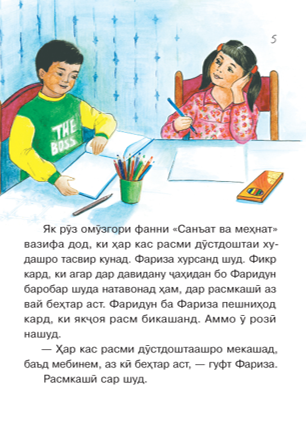 5
THE
BOSS
Як рӯз омӯзгори фанни «Санъат ва меҳнат»
вазифа дод, ки ҳар кас расми дӯстдоштаи ху-
дашро тасвир кунад. Фариза хурсанд шуд. Фикр
кард, ки агар дар давидану ҷаҳидан бо Фаридун
баробар шуда натавонад ҳам, дар расмкашӣ аз
вай беҳтар аст. Фаридун ба Фариза пешниҳод
кард, ки якҷоя расм бикашанд. Аммо ӯ розӣ
нашуд.
— Ҳар кас расми дӯстдоштаашро мекашад,
баъд мебинем, аз кӣ беҳтар аст, — гуфт Фариза.
Расмкашӣ сар шуд.